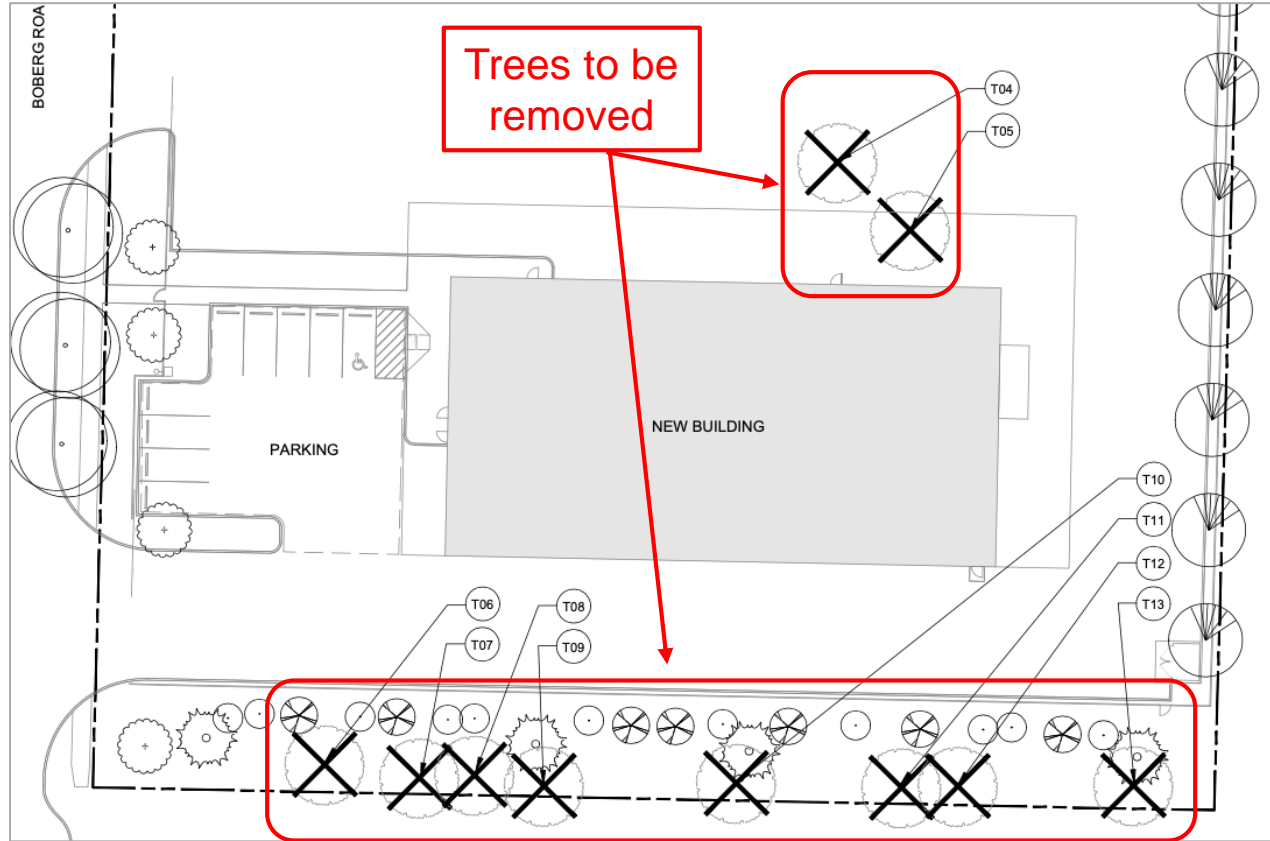 BOBERG ROA
Trees to be
removed
T04
T05
NEW BUILDING
PARKING
T10
T11
T12
T13
T06
T08
T07
T09